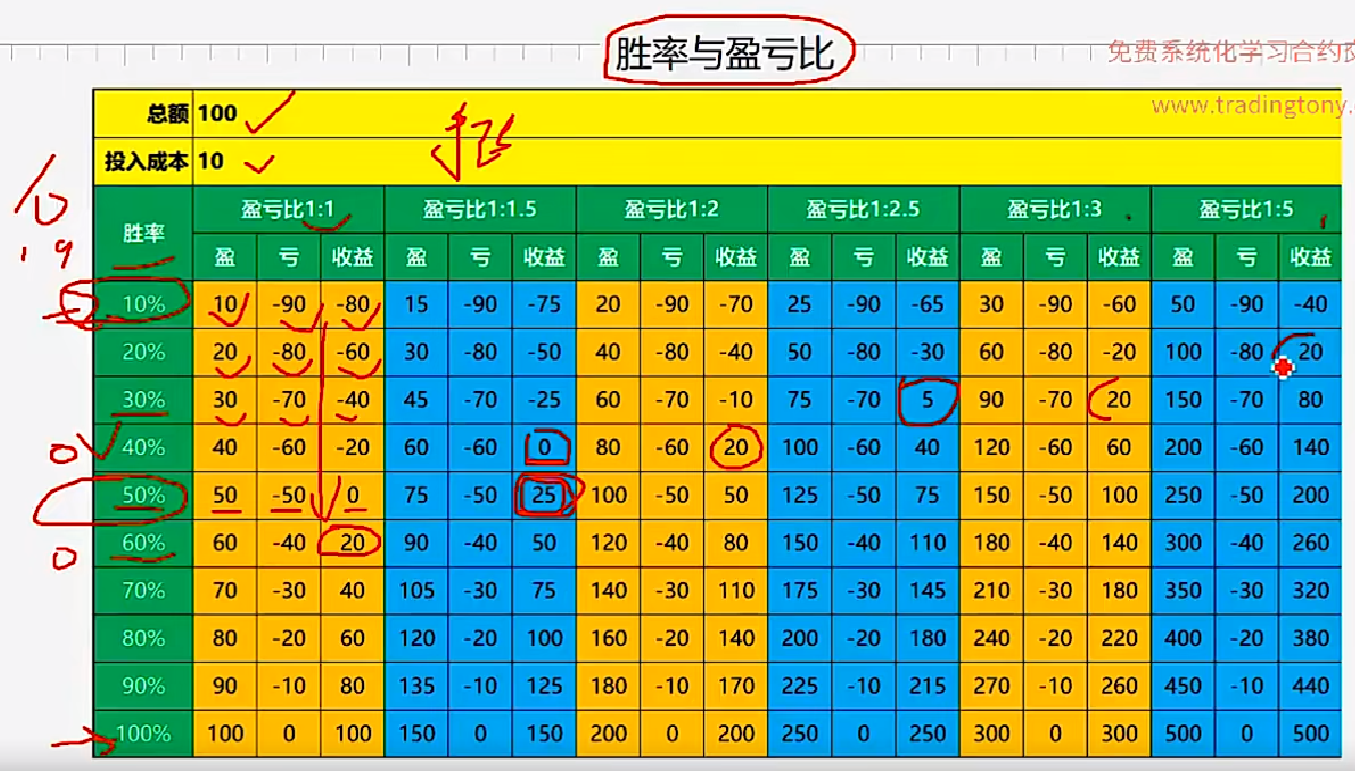 胜率与盈亏比
免费系统化学习合约
www.tradingtony.
总额 100
投入成本 10
胜率 盈亏比1:1 盈亏比1:1.5 盈亏比1:2 盈亏比1:2.5 盈亏比1:3 盈亏比1:5
盈 亏 收益 盈 亏 收益 盈 亏 收益 盈 亏 收益 盈 亏 收益 盈 亏 收益
10% 10 -90 -80 15 -90 -75 20 -90 -70 25 -90 -65 30 -90 -60 50 -90 -40
20% 20 -80 -60 30 -80 -50 40 -80 -40 50 -80 -30 60 -80 -20 100 -80 20
30% 30 -70 -40 45 -70 -25 60 -70 -10 75 -70 5 90 -70 20 150 -70 80
40% 40 -60 -20 60 -60 0 80 -60 20 100 -60 40 120 -60 60 200 -60 140
50% 50 -50 0 75 -50 25 100 -50 50 125 -50 75 150 -50 100 250 -50 200
60% 60 -40 20 90 -40 50 120 -40 80 150 -40 110 180 -40 140 300 -40 260
70% 70 -30 40 105 -30 75 140 -30 110 175 -30 145 210 -30 180 350 -30 320
80% 80 -20 60 120 -20 100 160 -20 140 200 -20 180 240 -20 220 400 -20 380
90% 90 -10 80 135 -10 125 180 -10 170 225 -10 215 270 -10 260 450 -10 440
100% 100 0 100 150 0 150 200 0 200 250 0 250 300 0 300 500 0 500